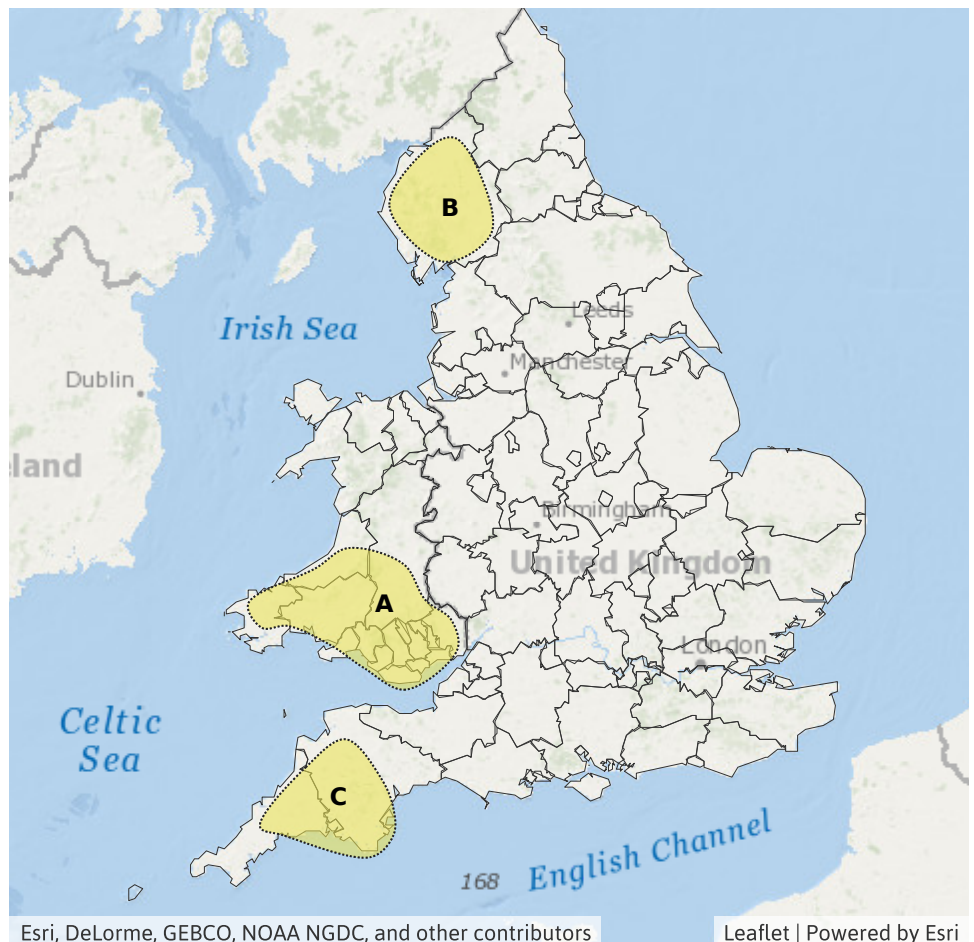 B
Leeds
Irish Sea
Manchester
Dublin
land
Birmingham
United Kingdom
A
London
Celtic
Sea
C
English Channel
168
Esri, DeLorme, GEBCO, NOAA NGDC, and other contributors
Leaflet | Powered by Esri